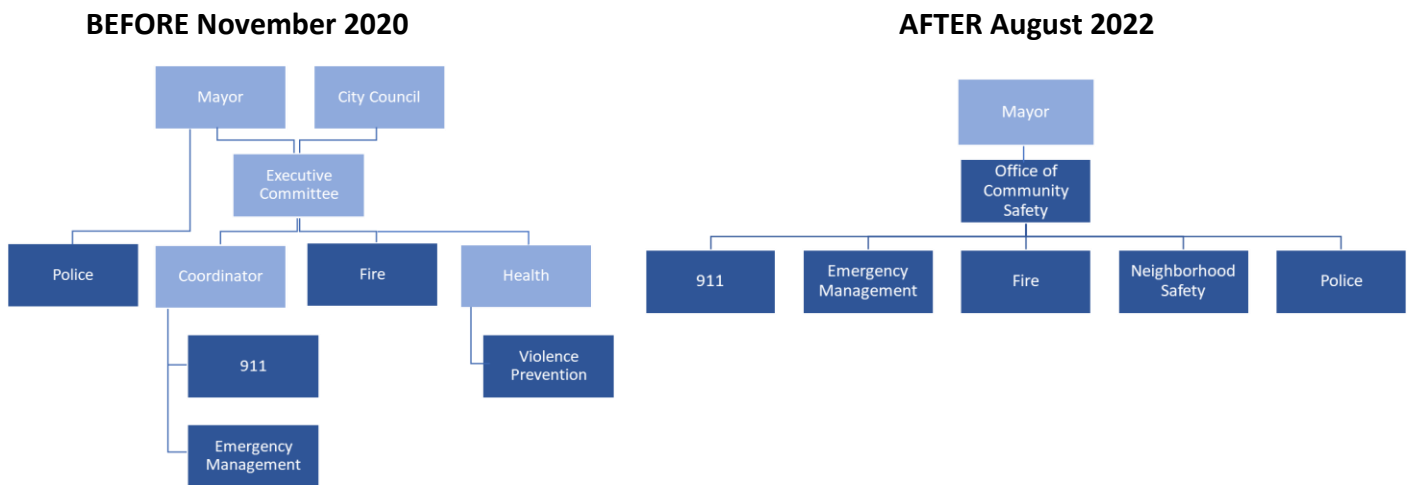 BEFORE November 2020
Mayor
City Council
Executive
Committee
Police
Coordinator
Fire
Health
911
Violence
Prevention
Emergency
Management
AFTER August 2022
Mayor
Office of
Community
Safety
911
Emergency
Management
Fire
Neighborhood
Safety
Police